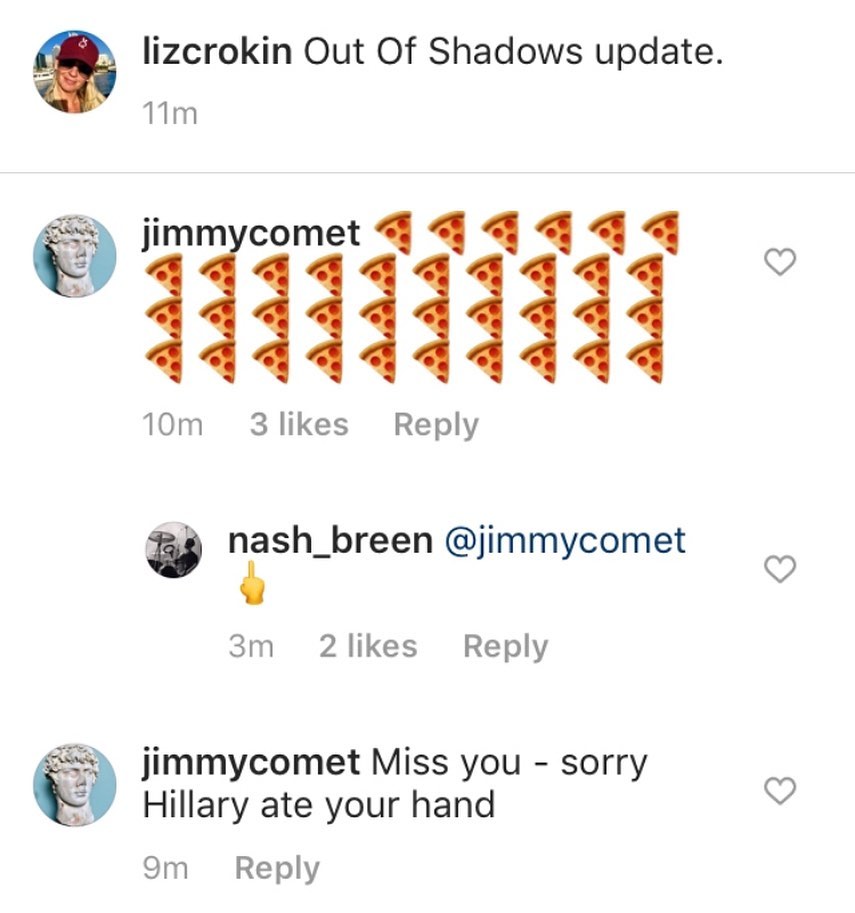 lizcrokin Out Of Shadows update.
11m
jimmycomet 🍕🍕🍕🍕🍕🍕
🍕🍕🍕🍕🍕🍕🍕🍕🍕🍕
🍕🍕🍕🍕🍕🍕🍕🍕🍕🍕
🍕🍕🍕🍕🍕🍕🍕🍕🍕🍕
10m 3 likes Reply
nash_breen @jimmycomet
🖕
3m 2 likes Reply
jimmycomet Miss you - sorry
Hillary ate your hand
9m Reply